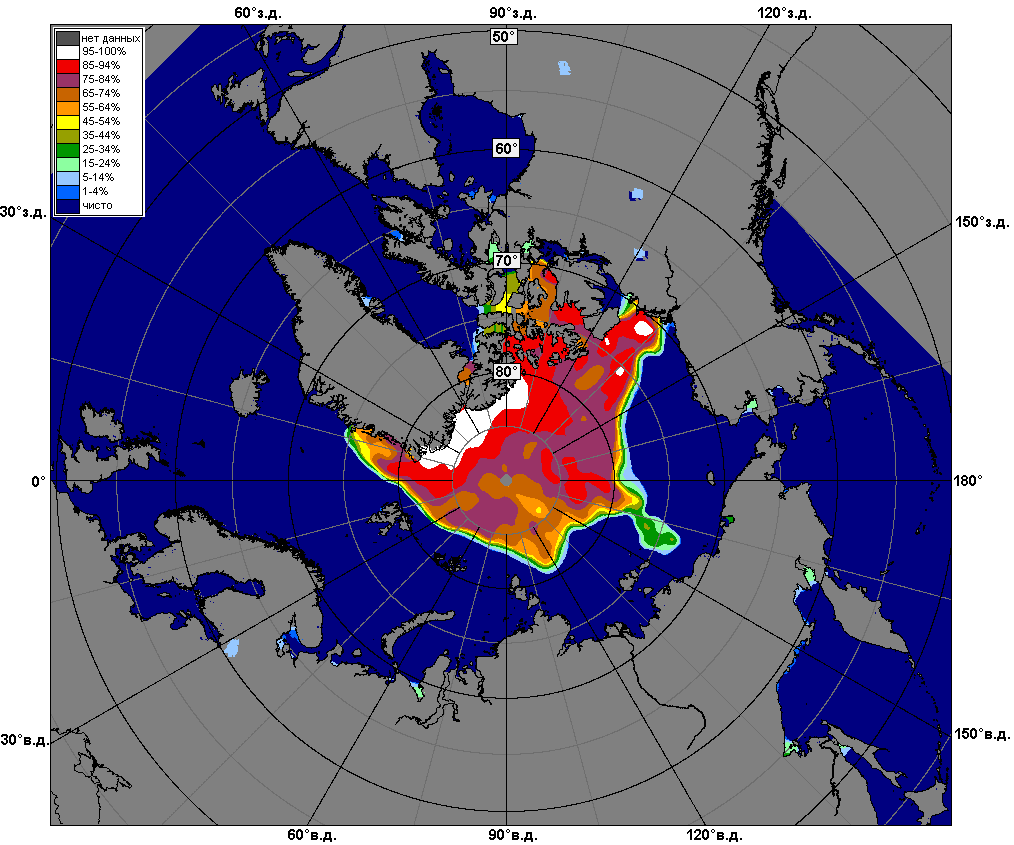 60°з.д.
90°з.д.
120°з.д.
50°
нет данных
95-100%
85-94%
75-84%
65-74%
55-64%
45-54%
35-44%
25-34%
15-24%
5-14%
1-4%
чисто
60°
30°з.д.
150°з.д.
70°
80°
0°
180°
30°в.д.
150°в.д.
60°в.д.
90°в.д.
120°в.д.